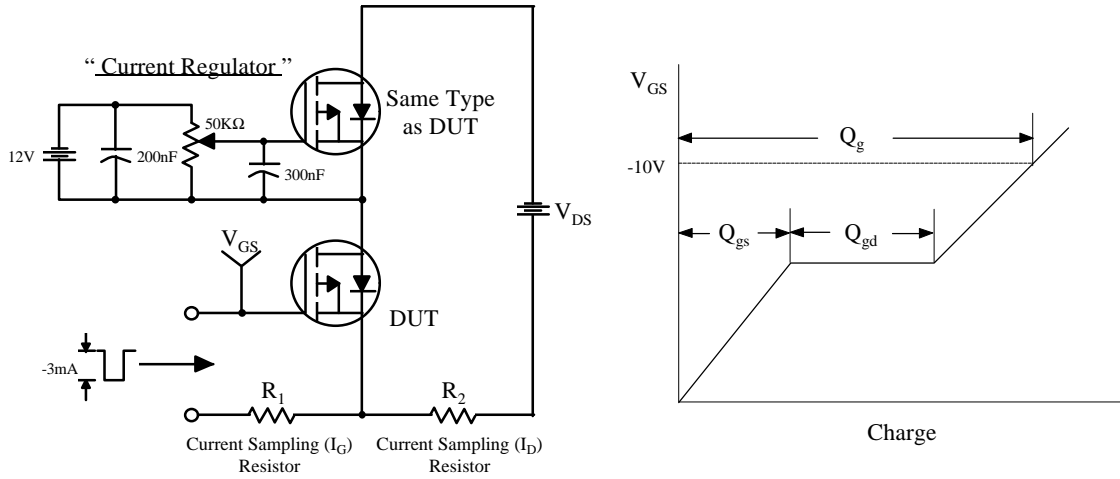 “ Current Regulator ”
Same Type
as DUT
50KΩ
12V
200nF
300nF
V_DS
V_GS
DUT
-3mA
R_1
R_2
Current Sampling (I_G)
Resistor
Current Sampling (I_D)
Resistor
V_GS
Q_g
-10V
Q_gs
Q_gd
Charge